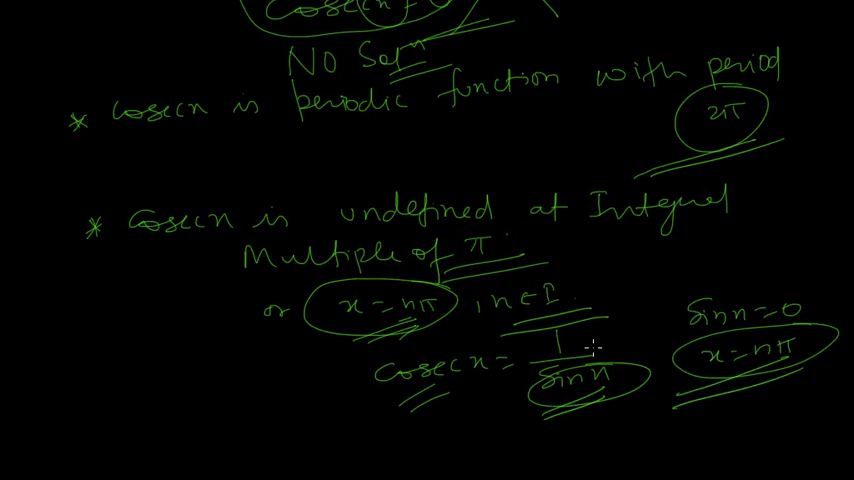 NO Solⁿ
* Cosecx is periodic function with period
2π
* Cosecx is undefined at Integral
Multiple of π.
or x = nπ , n ∈ I.
Cosec x = 1/sinx
Sinx = 0
x = nπ